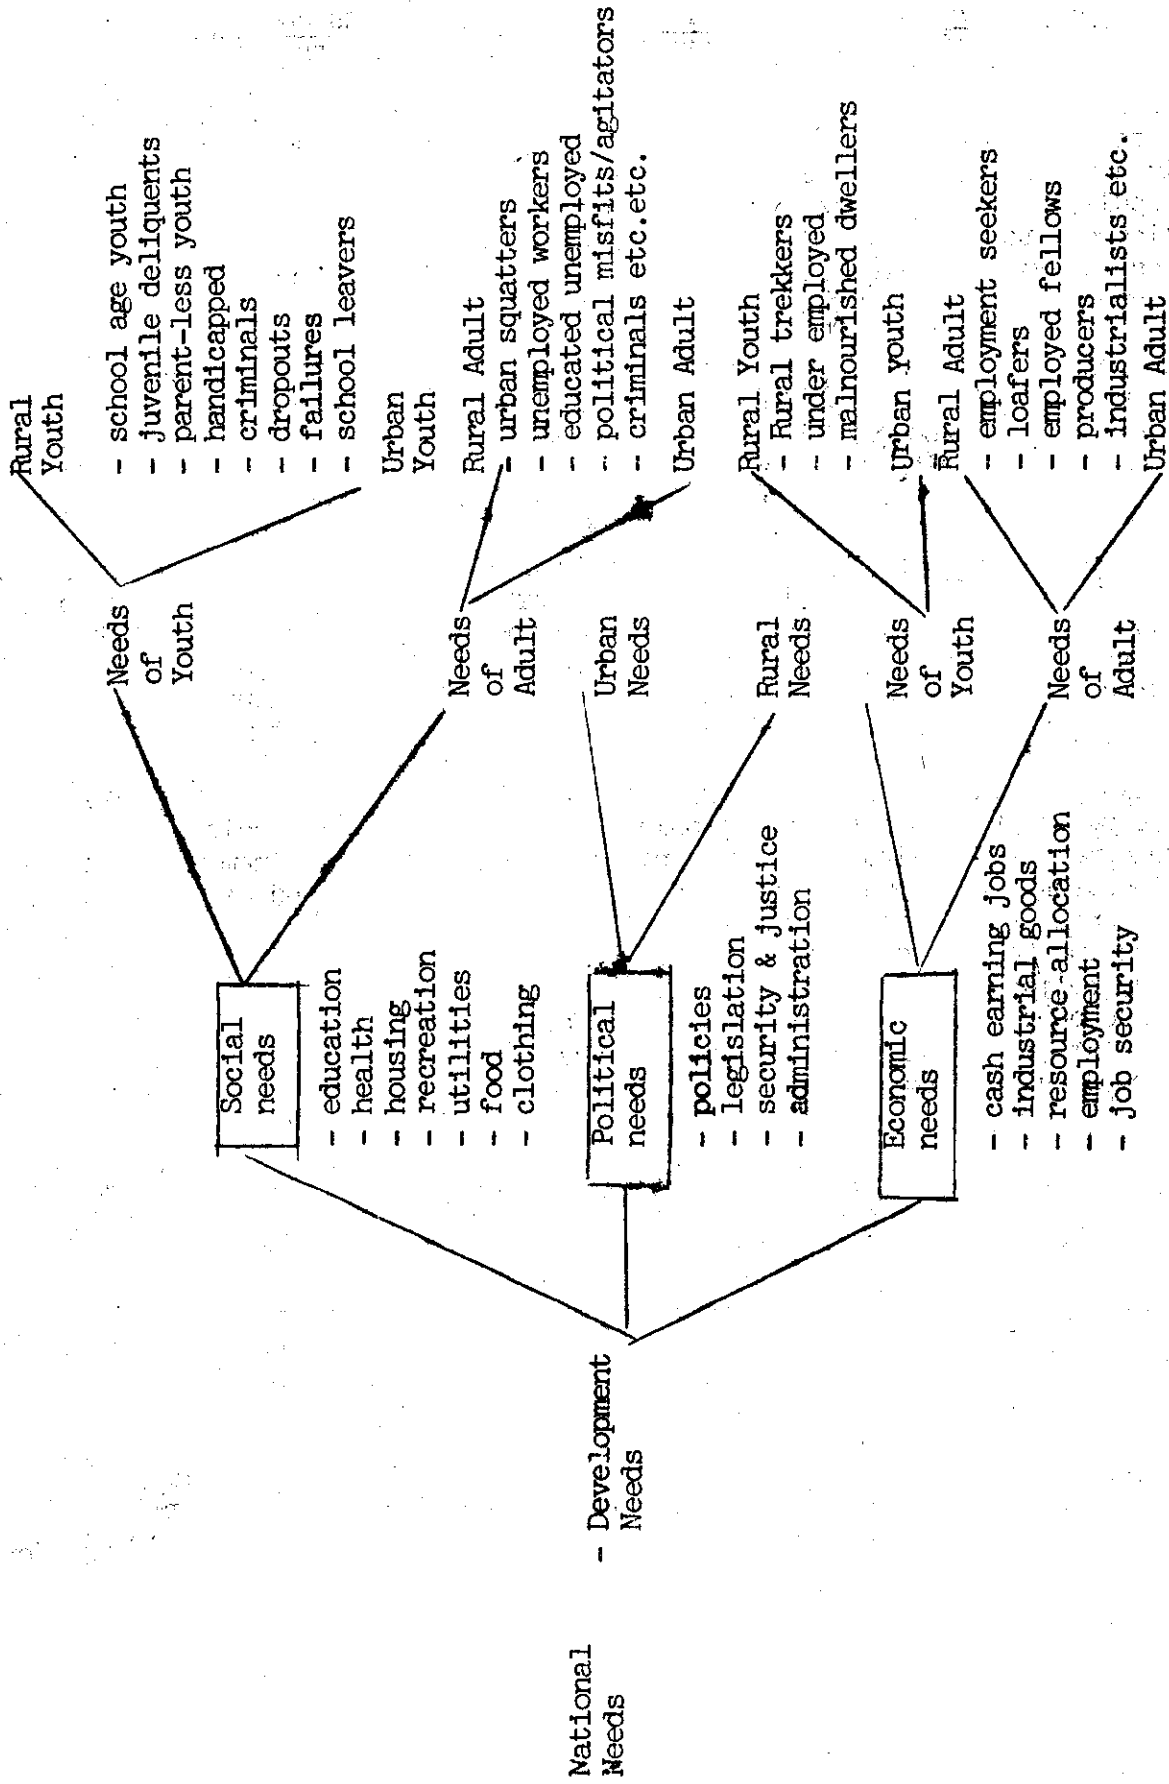 National
Needs
- Development
Needs
Social
needs
- education
- health
- housing
- recreation
- utilities
- food
- clothing
Political
needs
- policies
- legislation
- security & justice
- administration
Economic
needs
- cash earning jobs
- industrial goods
- resource-allocation
- employment
- job security
Needs
of
Youth
Needs
of
Adult
Urban
Needs
Rural
Needs
Needs
of
Youth
Needs
of
Adult
Rural
Youth
- school age youth
- juvenile deliquents
- parent-less youth
- handicapped
- criminals
- dropouts
- failures
- school leavers
Urban
Youth
Rural Adult
- urban squatters
- unemployed workers
- educated unemployed
- political misfits/agitators
- criminals etc.etc.
Urban Adult
Rural Youth
- Rural trekkers
- under employed
- malnourished dwellers
Urban youth
Rural Adult
- employment seekers
- loafers
- employed fellows
- producers
- industrialists etc.
Urban Adult